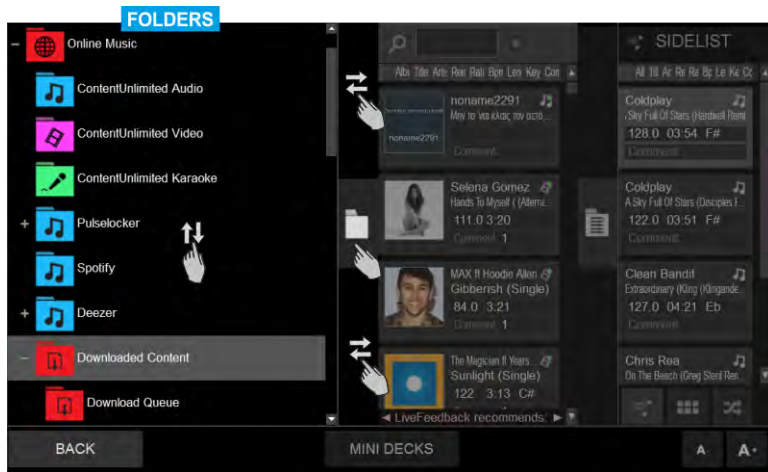 FOLDERS
Online Music
ContentUnlimited Audio
ContentUnlimited Video
ContentUnlimited Karaoke
+ Pulselocker
Spotify
+ Deezer
Downloaded Content
Download Queue
Title Len Key Com
noname2291
noname2291
Comment
Selena Gomez
Hands To Myself ( (Alterna...
111.0 3:20
Comment 1
MAX ft Hoodie Allen
Gibberish (Single)
84.0 3:21
Comment 1
The Magician ft Years
Sunlight (Single)
122 3:13 C#
LiveFeedback recommends:
SIDELIST
Coldplay
Sky Full Of Stars (Hardwell Remi
128.0 03:54 F#
Comment
Coldplay
A Sky Full Of Stars (Disciples F...
122.0 03:51 F#
Comment
Clean Bandit
Extraordinary (Kling (Klingande...
127.0 04:21 Eb
Comment
Chris Rea
On The Beach (Greg
BACK
MINI DECKS
A
A+